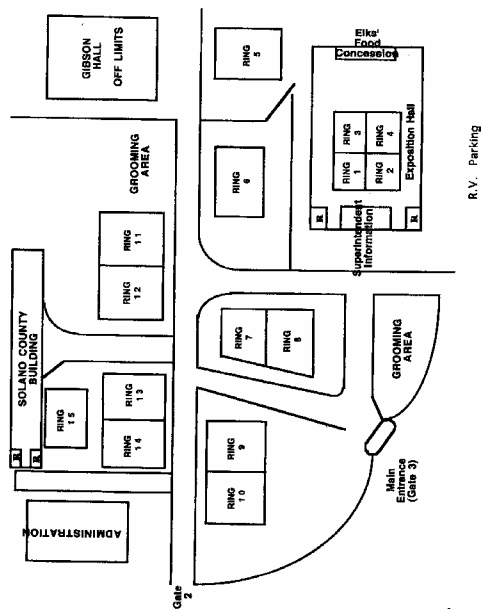 SOLANO COUNTY
BUILDING
R
R
ADMINISTRATION
RING
15
RING
14
RING
13
RING
12
RING
11
GROOMING
AREA
GIBSON
HALL
OFF LIMITS
Gate
2
RING
10
RING
9
RING
7
RING
8
RING
6
RING
5
Main
Entrance
(Gate 3)
GROOMING
AREA
R
R
Superintendent
Information
RING
1
RING
3
RING
2
RING
4
Exposition Hall
Elks'
Food
Concession
R.V. Parking